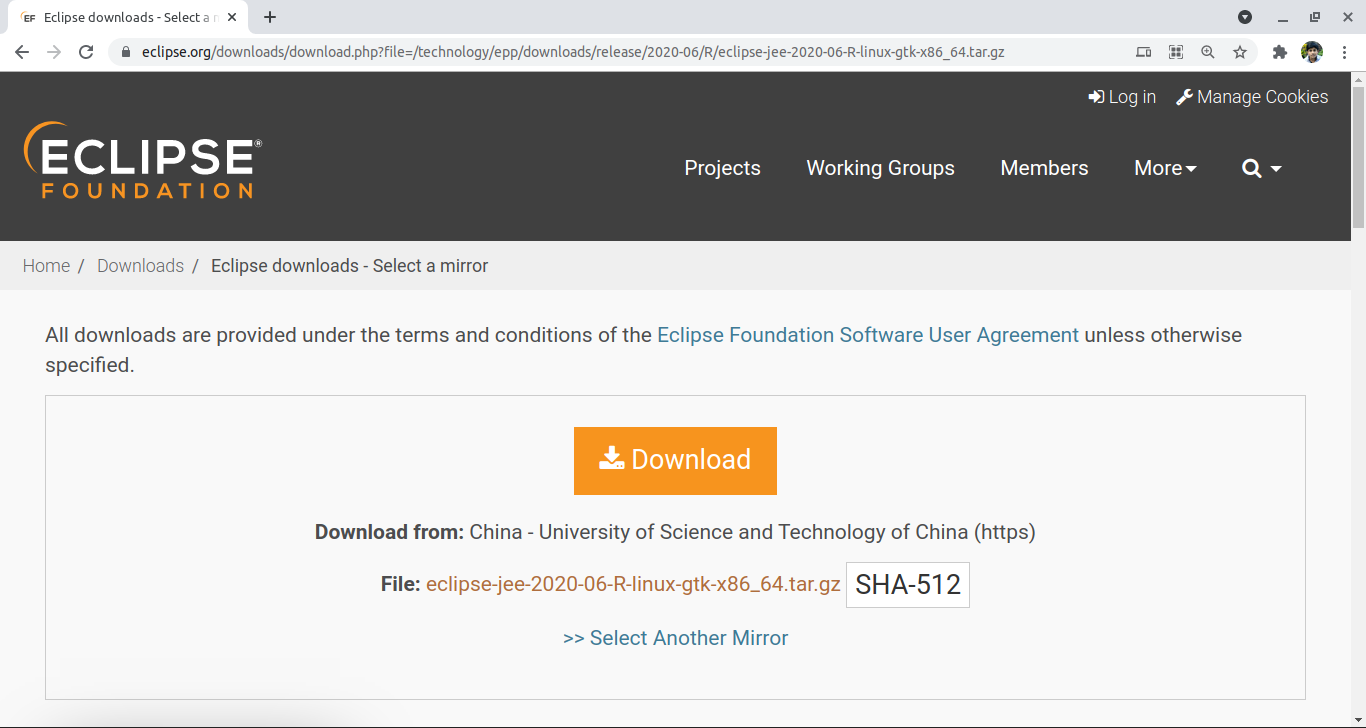 Eclipse downloads - Select a m
eclipse.org/downloads/download.php?file=/technology/epp/downloads/release/2020-06/R/eclipse-jee-2020-06-R-linux-gtk-x86_64.tar.gz
Log in Manage Cookies
ECLIPSE®
FOUNDATION
Projects Working Groups Members More
Home / Downloads / Eclipse downloads - Select a mirror
All downloads are provided under the terms and conditions of the Eclipse Foundation Software User Agreement unless otherwise
specified.
Download
Download from: China - University of Science and Technology of China (https)
File: eclipse-jee-2020-06-R-linux-gtk-x86_64.tar.gz SHA-512
>> Select Another Mirror